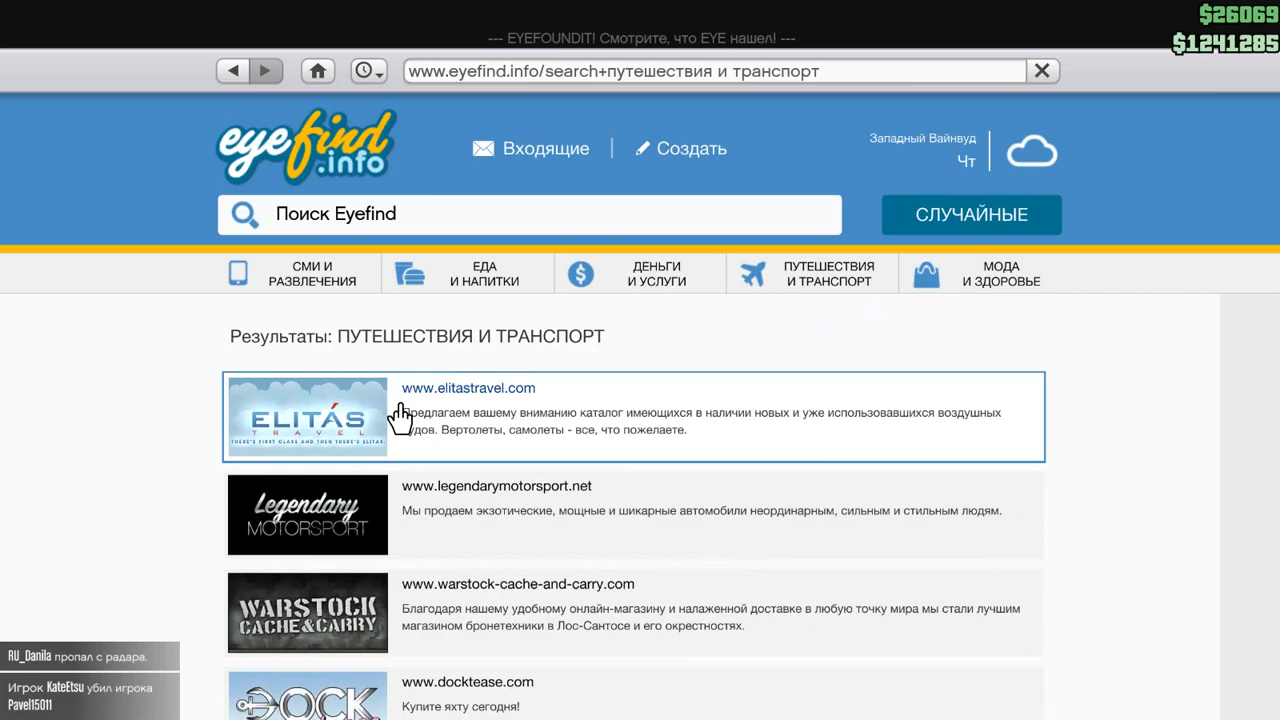 $26069
--- EYEFOUNDIT! Смотрите, что EYE нашел! ---
$1241285
www.eyefind.info/search+путешествия и транспорт
eyefind
.info
Входящие
Создать
Западный Вайнвуд
Чт
Поиск Eyefind
СЛУЧАЙНЫЕ
СМИ И
РАЗВЛЕЧЕНИЯ
ЕДА
И НАПИТКИ
ДЕНЬГИ
И УСЛУГИ
ПУТЕШЕСТВИЯ
И ТРАНСПОРТ
МОДА
И ЗДОРОВЬЕ
Результаты: ПУТЕШЕСТВИЯ И ТРАНСПОРТ
ELITÁS
TRAVEL
THERE'S FIRST CLASS AND THEN THERE'S ELITAS.
www.elitastravel.com
Предлагаем вашему вниманию каталог имеющихся в наличии новых и уже использовавшихся воздушных
судов. Вертолеты, самолеты - все, что пожелаете.
Legendary
MOTORSPORT
www.legendarymotorsport.net
Мы продаем экзотические, мощные и шикарные автомобили неординарным, сильным и стильным людям.
WARSTOCK
CACHE&CARRY
www.warstock-cache-and-carry.com
Благодаря нашему удобному онлайн-магазину и налаженной доставке в любую точку мира мы стали лучшим
магазином бронетехники в Лос-Сантосе и его окрестностях.
DOCK
www.docktease.com
Купите яхту сегодня!
RU_Danila пропал с радара.
Игрок KateEtsu убил игрока
Pavel15011